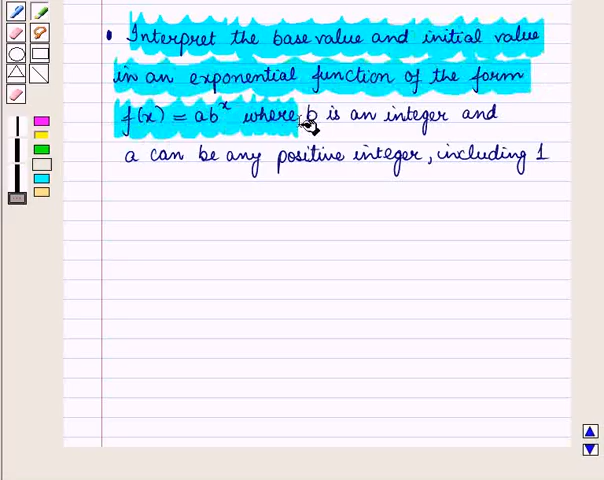 • Interpret the base value and initial value
in an exponential function of the form
f(x) = abˣ where b is an integer and
a can be any positive integer, including 1